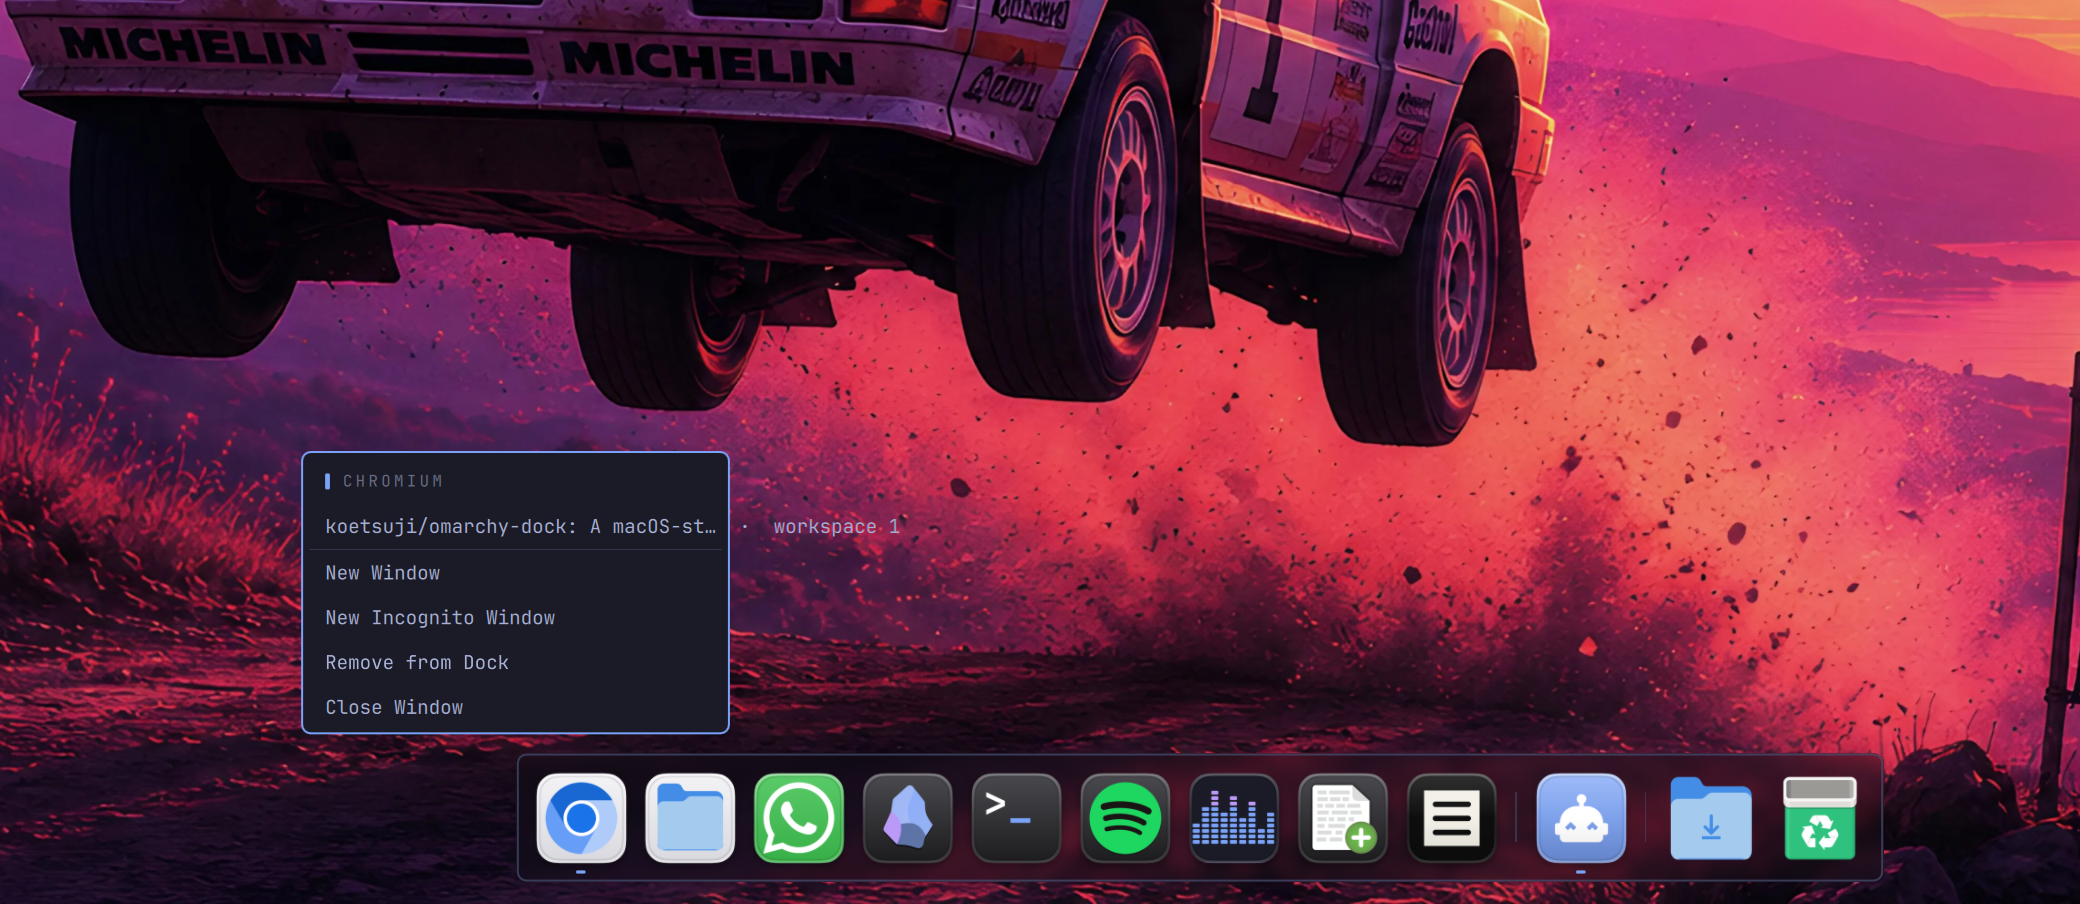 MICHELIN MICHELIN
CHROMIUM
koetsuji/omarchy-dock: A macOS-st… · workspace 1
New Window
New Incognito Window
Remove from Dock
Close Window
>_